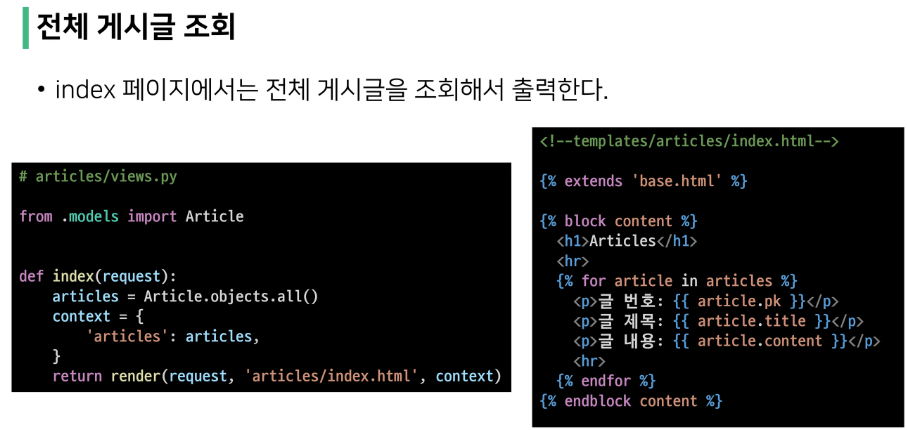 전체 게시글 조회
• index 페이지에서는 전체 게시글을 조회해서 출력한다.
# articles/views.py
from .models import Article
def index(request):
    articles = Article.objects.all()
    context = {
        'articles': articles,
    }
    return render(request, 'articles/index.html', context)
<!--templates/articles/index.html-->
{% extends 'base.html' %}
{% block content %}
  <h1>Articles</h1>
  <hr>
  {% for article in articles %}
    <p>글 번호: {{ article.pk }}</p>
    <p>글 제목: {{ article.title }}</p>
    <p>글 내용: {{ article.content }}</p>
    <hr>
  {% endfor %}
{% endblock content %}